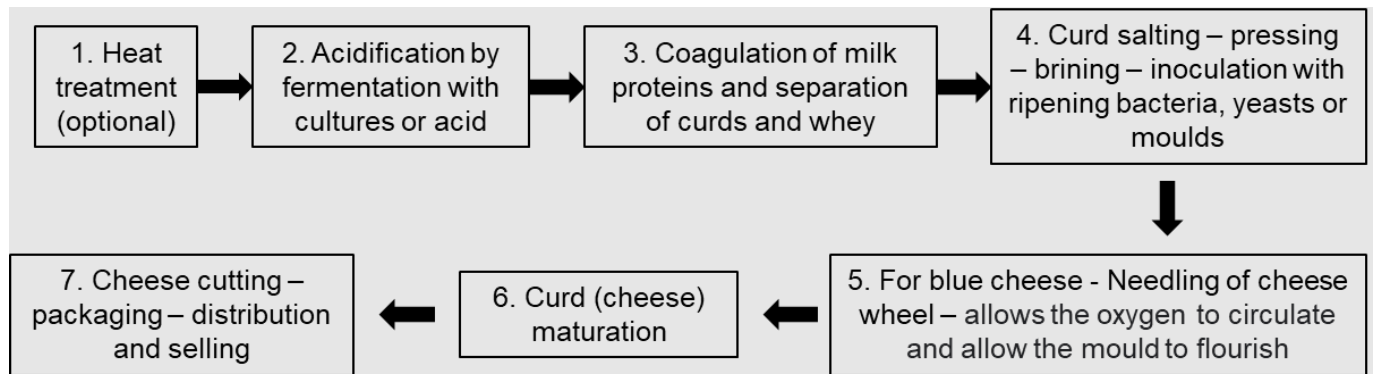 1. Heat
treatment
(optional)
2. Acidification by
fermentation with
cultures or acid
3. Coagulation of milk
proteins and separation
of curds and whey
4. Curd salting – pressing
– brining – inoculation with
ripening bacteria, yeasts or
moulds
5. For blue cheese - Needling of cheese
wheel – allows the oxygen to circulate
and allow the mould to flourish
6. Curd (cheese)
maturation
7. Cheese cutting –
packaging – distribution
and selling